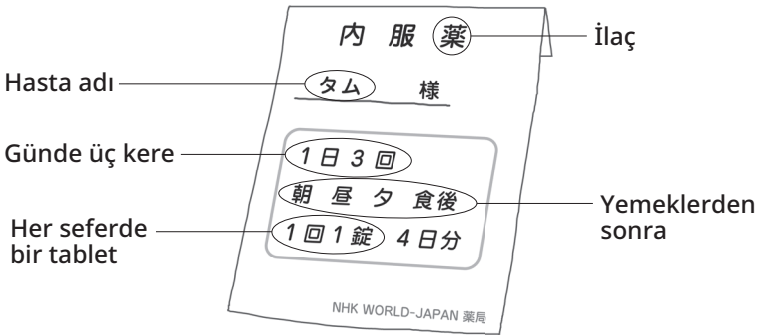 内 服 薬
İlaç
Hasta adı
タム 様
Günde üç kere
1日3回
朝 昼 夕 食後
Yemeklerden
sonra
Her seferde
bir tablet
1回1錠 4日分
NHK WORLD-JAPAN 薬局